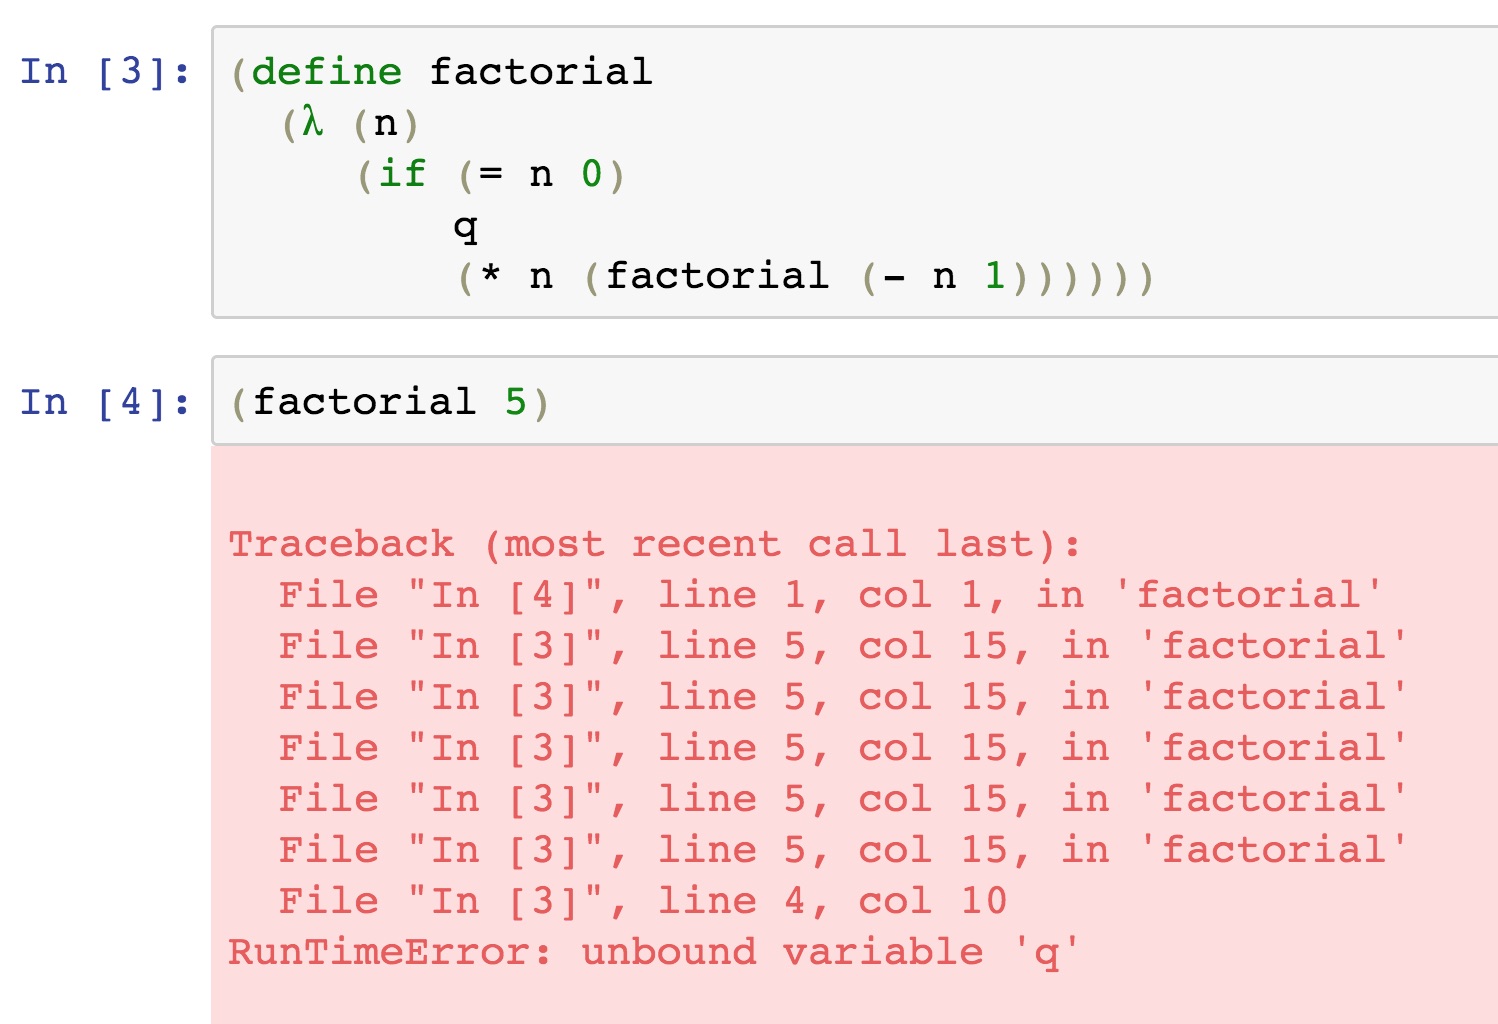 In [3]: (define factorial
(λ (n)
(if (= n 0)
q
(* n (factorial (- n 1))))))
In [4]: (factorial 5)
Traceback (most recent call last):
File "In [4]", line 1, col 1, in 'factorial'
File "In [3]", line 5, col 15, in 'factorial'
File "In [3]", line 5, col 15, in 'factorial'
File "In [3]", line 5, col 15, in 'factorial'
File "In [3]", line 5, col 15, in 'factorial'
File "In [3]", line 5, col 15, in 'factorial'
File "In [3]", line 4, col 10
RunTimeError: unbound variable 'q'